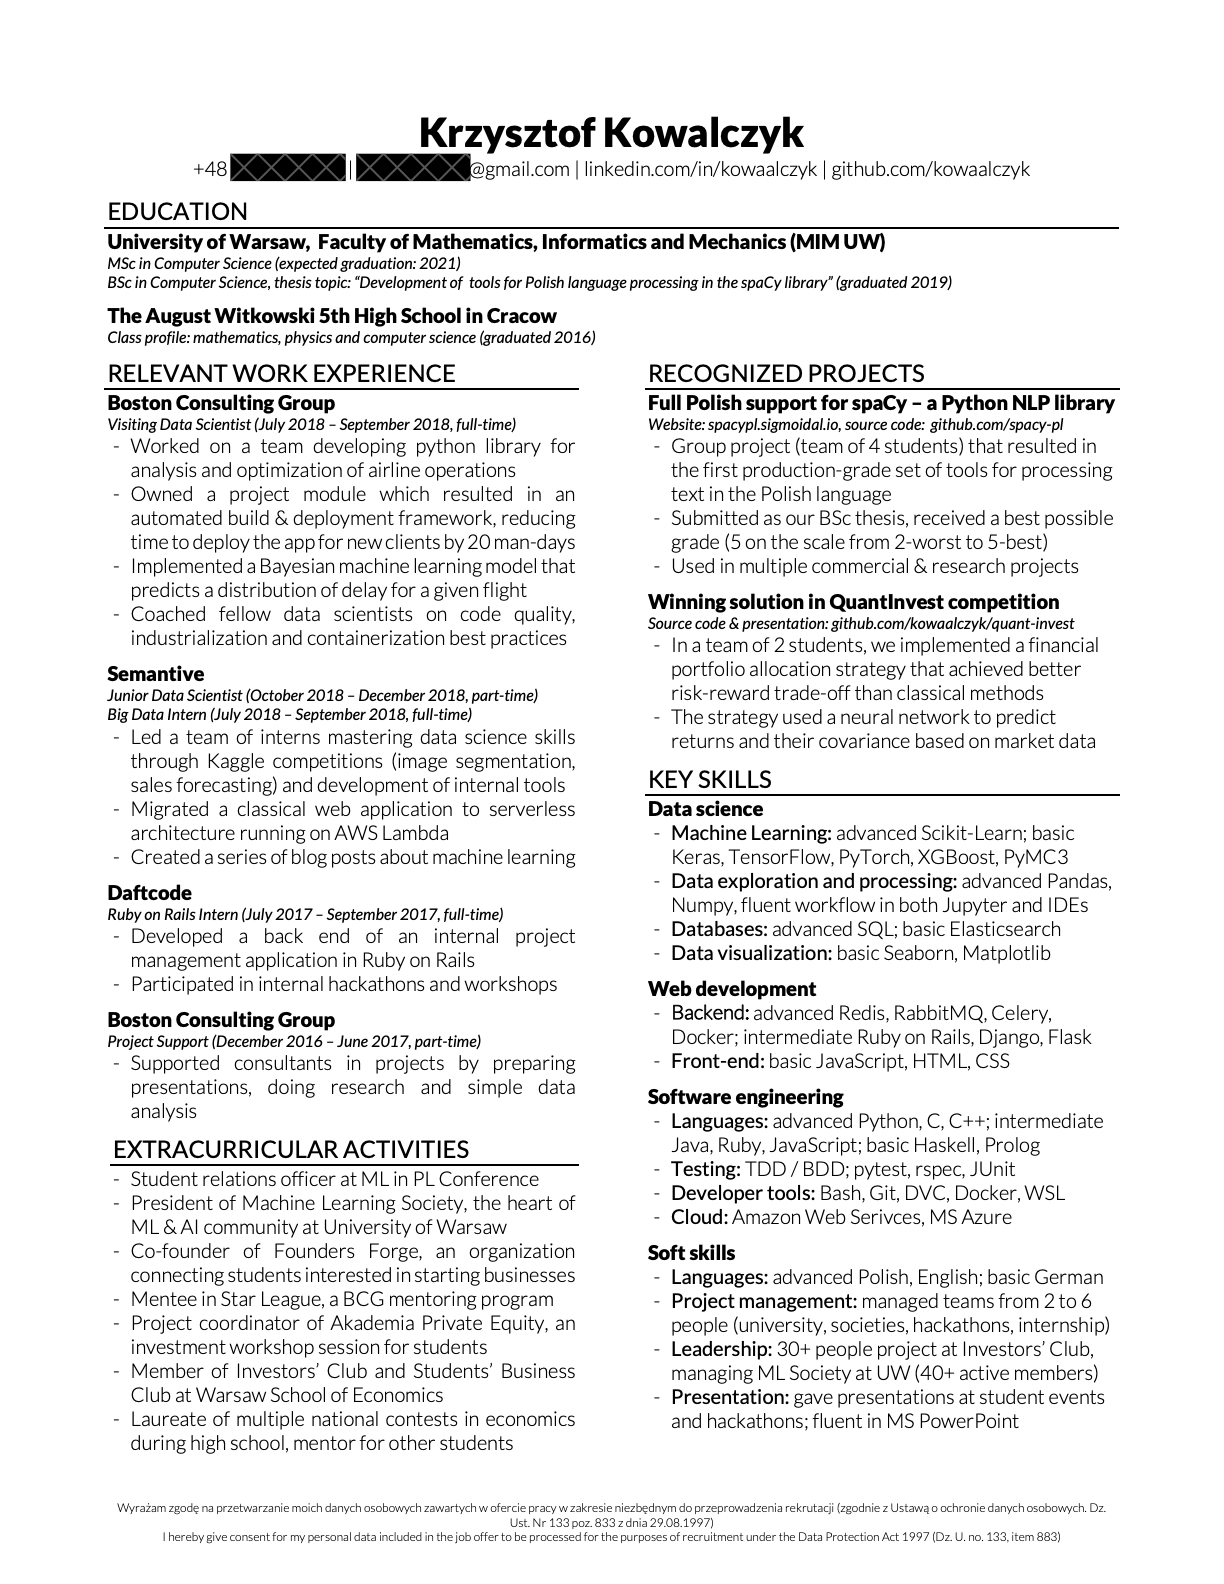 Krzysztof Kowalczyk
+48 | @gmail.com | linkedin.com/in/kowaalczyk | github.com/kowaalczyk
EDUCATION
University of Warsaw, Faculty of Mathematics, Informatics and Mechanics (MIM UW)
MSc in Computer Science (expected graduation: 2021)
BSc in Computer Science, thesis topic: “Development of tools for Polish language processing in the spaCy library” (graduated 2019)
The August Witkowski 5th High School in Cracow
Class profile: mathematics, physics and computer science (graduated 2016)
RELEVANT WORK EXPERIENCE
Boston Consulting Group
Visiting Data Scientist (July 2018 – September 2018, full-time)
- Worked on a team developing python library for
analysis and optimization of airline operations
- Owned a project module which resulted in an
automated build & deployment framework, reducing
time to deploy the app for new clients by 20 man-days
- Implemented a Bayesian machine learning model that
predicts a distribution of delay for a given flight
- Coached fellow data scientists on code quality,
industrialization and containerization best practices
Semantive
Junior Data Scientist (October 2018 – December 2018, part-time)
Big Data Intern (July 2018 – September 2018, full-time)
- Led a team of interns mastering data science skills
through Kaggle competitions (image segmentation,
sales forecasting) and development of internal tools
- Migrated a classical web application to serverless
architecture running on AWS Lambda
- Created a series of blog posts about machine learning
Daftcode
Ruby on Rails Intern (July 2017 – September 2017, full-time)
- Developed a back end of an internal project
management application in Ruby on Rails
- Participated in internal hackathons and workshops
Boston Consulting Group
Project Support (December 2016 – June 2017, part-time)
- Supported consultants in projects by preparing
presentations, doing research and simple data
analysis
EXTRACURRICULAR ACTIVITIES
- Student relations officer at ML in PL Conference
- President of Machine Learning Society, the heart of
ML & AI community at University of Warsaw
- Co-founder of Founders Forge, an organization
connecting students interested in starting businesses
- Mentee in Star League, a BCG mentoring program
- Project coordinator of Akademia Private Equity, an
investment workshop session for students
- Member of Investors’ Club and Students’ Business
Club at Warsaw School of Economics
- Laureate of multiple national contests in economics
during high school, mentor for other students
RECOGNIZED PROJECTS
Full Polish support for spaCy – a Python NLP library
Website: spacypl.sigmoidal.io, source code: github.com/spacy-pl
- Group project (team of 4 students) that resulted in
the first production-grade set of tools for processing
text in the Polish language
- Submitted as our BSc thesis, received a best possible
grade (5 on the scale from 2-worst to 5-best)
- Used in multiple commercial & research projects
Winning solution in QuantInvest competition
Source code & presentation: github.com/kowaalczyk/quant-invest
- In a team of 2 students, we implemented a financial
portfolio allocation strategy that achieved better
risk-reward trade-off than classical methods
- The strategy used a neural network to predict
returns and their covariance based on market data
KEY SKILLS
Data science
- Machine Learning: advanced Scikit-Learn; basic
Keras, TensorFlow, PyTorch, XGBoost, PyMC3
- Data exploration and processing: advanced Pandas,
Numpy, fluent workflow in both Jupyter and IDEs
- Databases: advanced SQL; basic Elasticsearch
- Data visualization: basic Seaborn, Matplotlib
Web development
- Backend: advanced Redis, RabbitMQ, Celery,
Docker; intermediate Ruby on Rails, Django, Flask
- Front-end: basic JavaScript, HTML, CSS
Software engineering
- Languages: advanced Python, C, C++; intermediate
Java, Ruby, JavaScript; basic Haskell, Prolog
- Testing: TDD / BDD; pytest, rspec, JUnit
- Developer tools: Bash, Git, DVC, Docker, WSL
- Cloud: Amazon Web Serivces, MS Azure
Soft skills
- Languages: advanced Polish, English; basic German
- Project management: managed teams from 2 to 6
people (university, societies, hackathons, internship)
- Leadership: 30+ people project at Investors’ Club,
managing ML Society at UW (40+ active members)
- Presentation: gave presentations at student events
and hackathons; fluent in MS PowerPoint
Wyrażam zgodę na przetwarzanie moich danych osobowych zawartych w ofercie pracy w zakresie niezbędnym do przeprowadzenia rekrutacji (zgodnie z Ustawą o ochronie danych osobowych. Dz.
Ust. Nr 133 poz. 833 z dnia 29.08.1997)
I hereby give consent for my personal data included in the job offer to be processed for the purposes of recruitment under the Data Protection Act 1997 (Dz. U. no. 133, item 883)